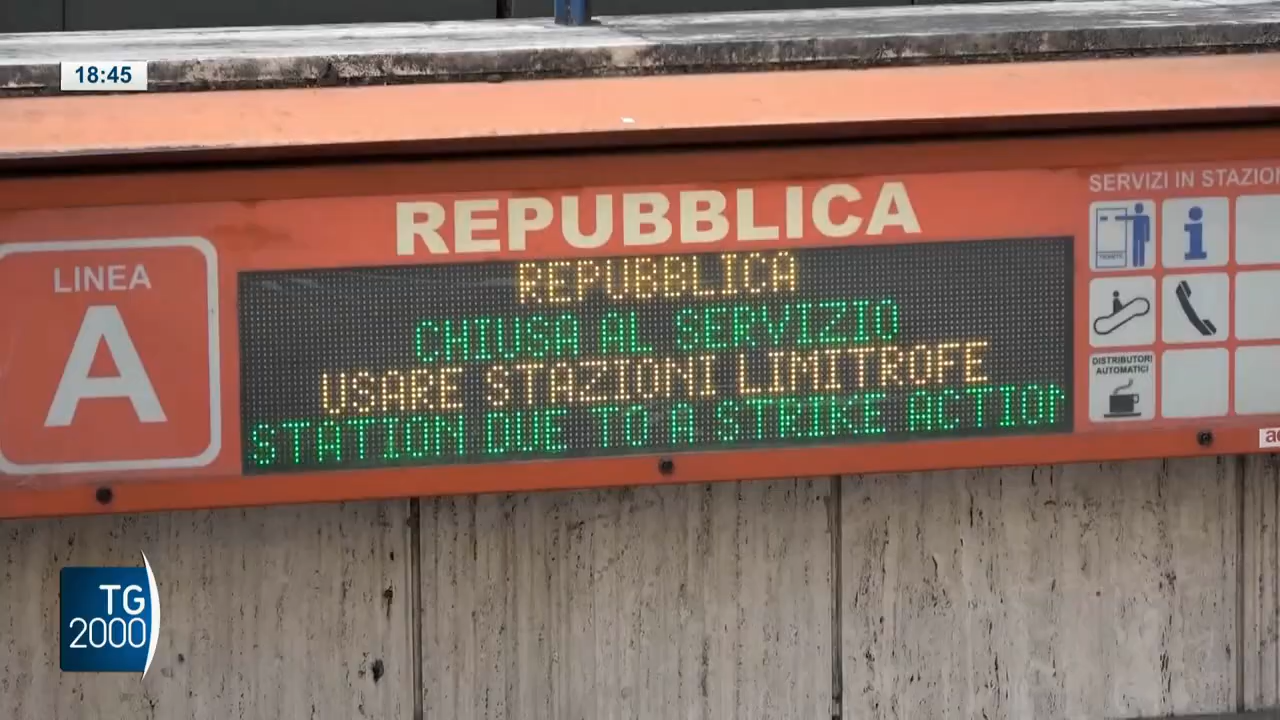 18:45
REPUBBLICA
SERVIZI IN STAZIO
LINEA
A
REPUBBLICA
CHIUSA AL SERVIZIO
USARE STAZIONI LIMITROFE
STATION DUE TO A STRIKE ACTION
i
DISTRIBUTORI
AUTOMATICI
TG
2000